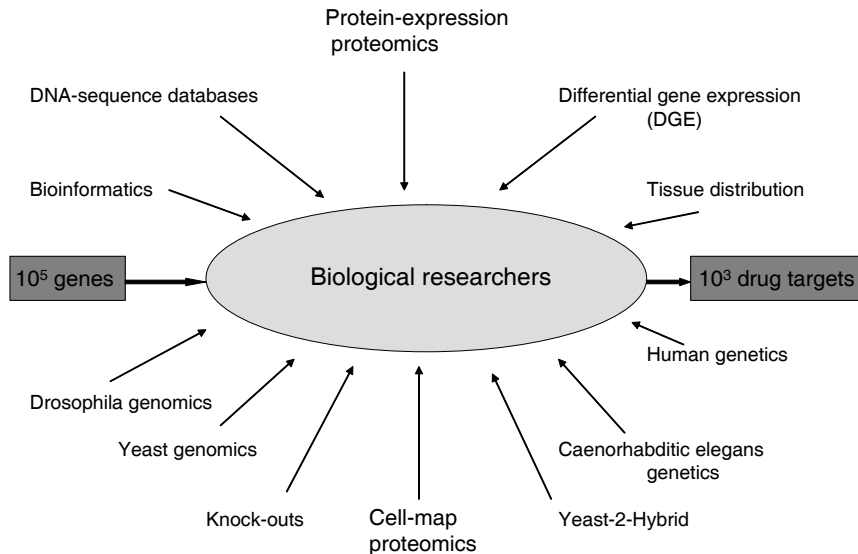 Protein-expression
proteomics
DNA-sequence databases
Differential gene expression
(DGE)
Bioinformatics
Tissue distribution
10⁵ genes
Biological researchers
10³ drug targets
Human genetics
Drosophila genomics
Yeast genomics
Caenorhabditic elegans
genetics
Knock-outs
Cell-map
proteomics
Yeast-2-Hybrid